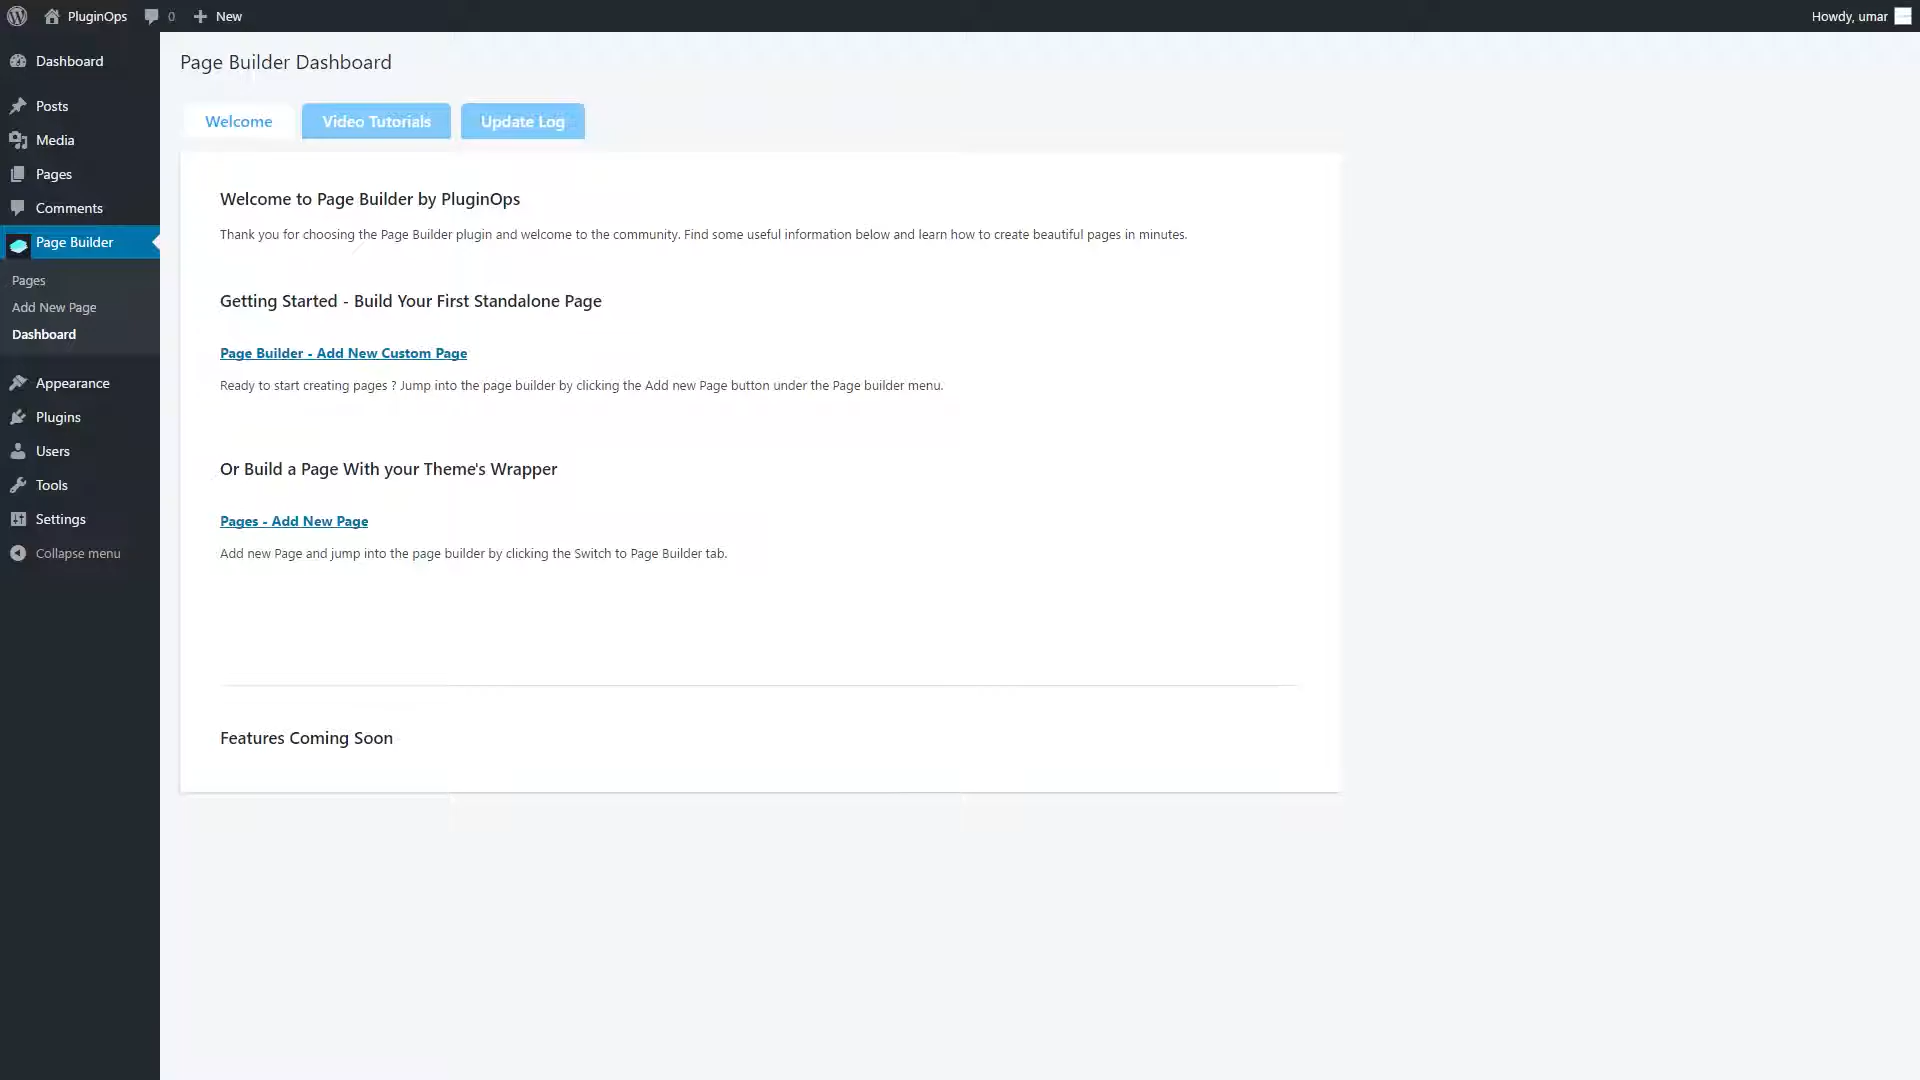 PluginOps
0
New
Howdy, umar
Dashboard
Posts
Media
Pages
Comments
Page Builder
Pages
Add New Page
Dashboard
Appearance
Plugins
Users
Tools
Settings
Collapse menu
Page Builder Dashboard
Welcome
Video Tutorials
Update Log
Welcome to Page Builder by PluginOps
Thank you for choosing the Page Builder plugin and welcome to the community. Find some useful information below and learn how to create beautiful pages in minutes.
Getting Started - Build Your First Standalone Page
Page Builder - Add New Custom Page
Ready to start creating pages ? Jump into the page builder by clicking the Add new Page button under the Page builder menu.
Or Build a Page With your Theme's Wrapper
Pages - Add New Page
Add new Page and jump into the page builder by clicking the Switch to Page Builder tab.
Features Coming Soon